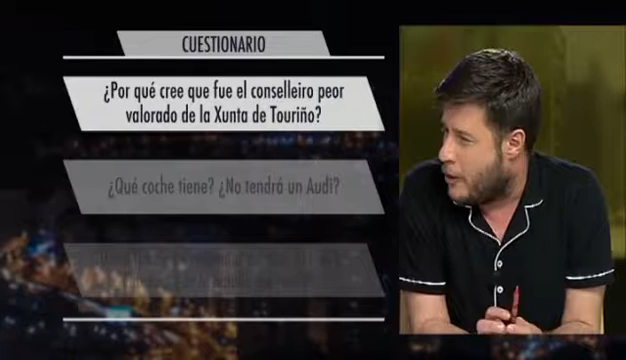 CUESTIONARIO
¿Por qué cree que fue el conselleiro peor
valorado de la Xunta de Touriño?
¿Qué coche tiene? ¿No tendrá un Audi?